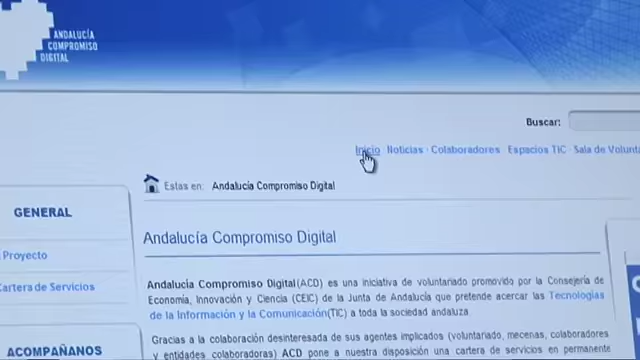 ANDALUCÍA
COMPROMISO
DIGITAL
Buscar:
Inicio Noticias · Colaboradores · Espacios TIC · Sala de
Estas en: Andalucía Compromiso Digital
GENERAL
Proyecto
Cartera de Servicios
ACOMPAÑANOS
Andalucía Compromiso Digital
Andalucía Compromiso Digital(ACD) es una iniciativa de voluntariado promovido por la Consejería de
Economía, Innovación y Ciencia (CEIC) de la Junta de Andalucía que pretende acercar las Tecnologías
de la Información y la Comunicación(TIC) a toda la sociedad andaluza.
Gracias a la colaboración desinteresada de sus agentes implicados (voluntariado, mecenas, colaboradores
y entidades colaboradoras) ACD pone a nuestra disposición una cartera de servicios en permanente